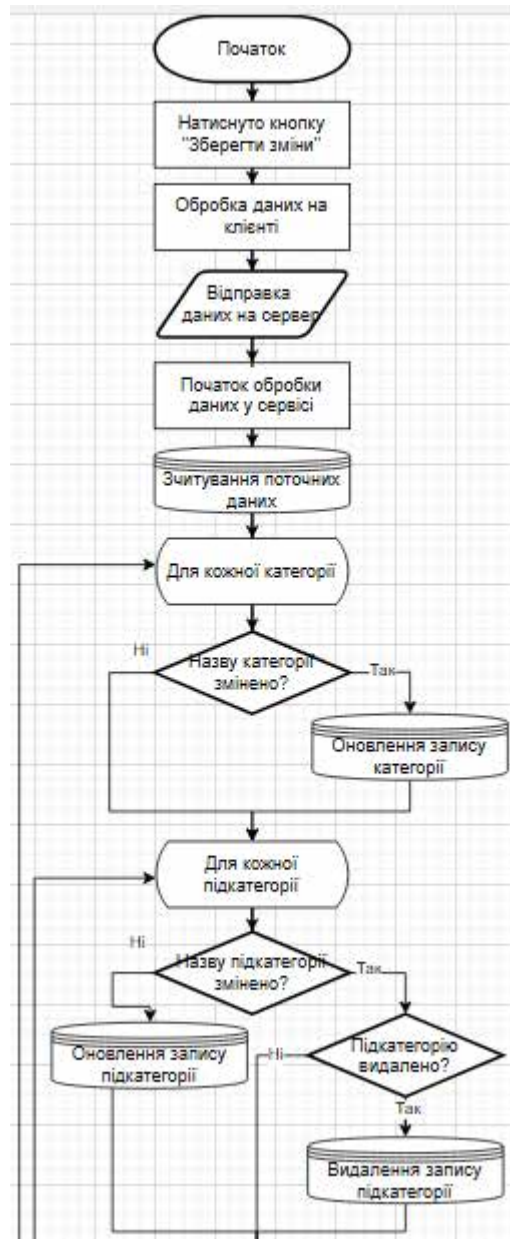 Початок
Натиснуто кнопку
"Зберегти зміни"
Обробка даних на
клієнті
Відправка
даних на сервер
Початок обробки
даних у сервісі
Зчитування поточних
даних
Для кожної категорії
Назву категорії
змінено?
Ні
Так
Оновлення запису
категорії
Для кожної
підкатегорії
Назву підкатегорії
змінено?
Ні
Так
Оновлення запису
підкатегорії
Підкатегорію
видалено?
Ні
Так
Видалення запису
підкатегорії